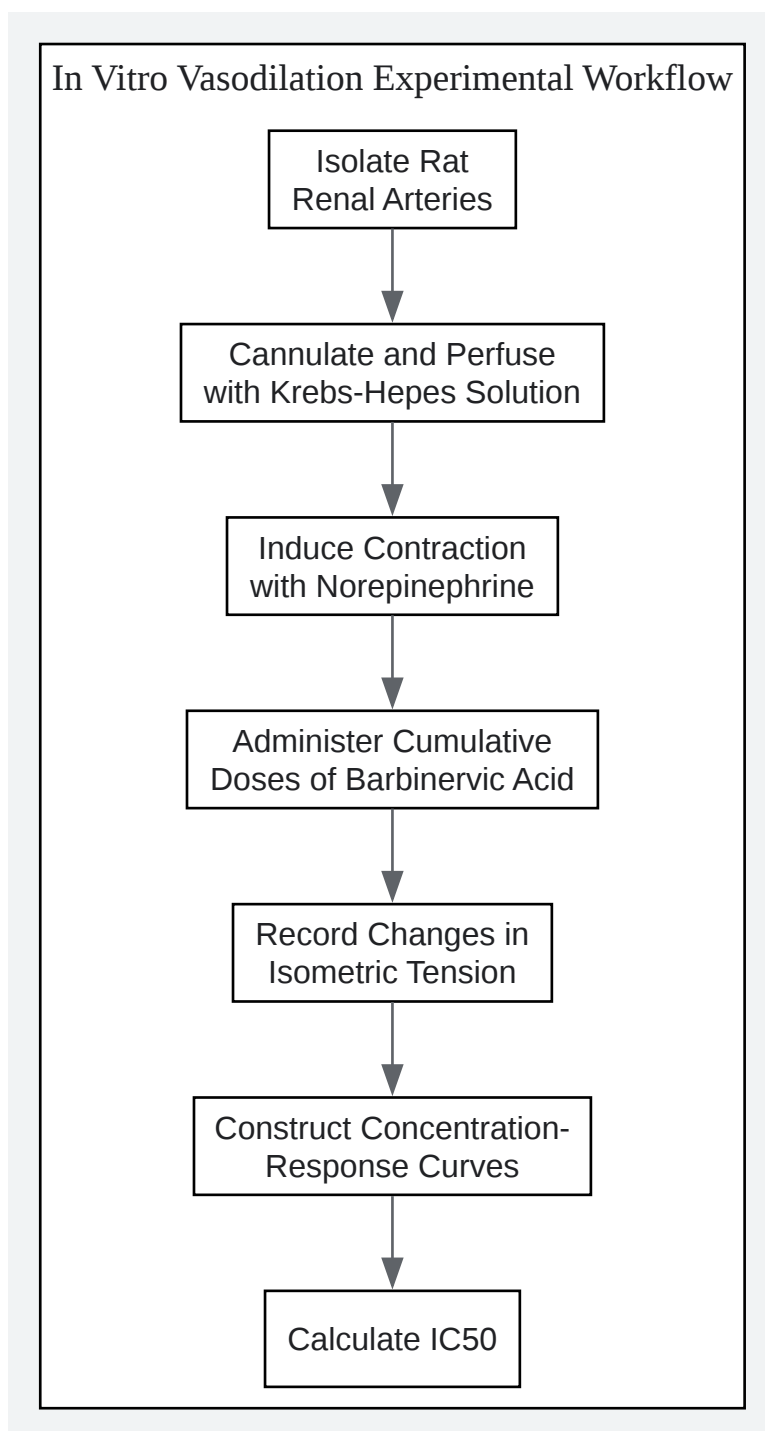 In Vitro Vasodilation Experimental Workflow
Isolate Rat
Renal Arteries
Cannulate and Perfuse
with Krebs-Hepes Solution
Induce Contraction
with Norepinephrine
Administer Cumulative
Doses of Barbinervic Acid
Record Changes in
Isometric Tension
Construct Concentration-
Response Curves
Calculate IC50